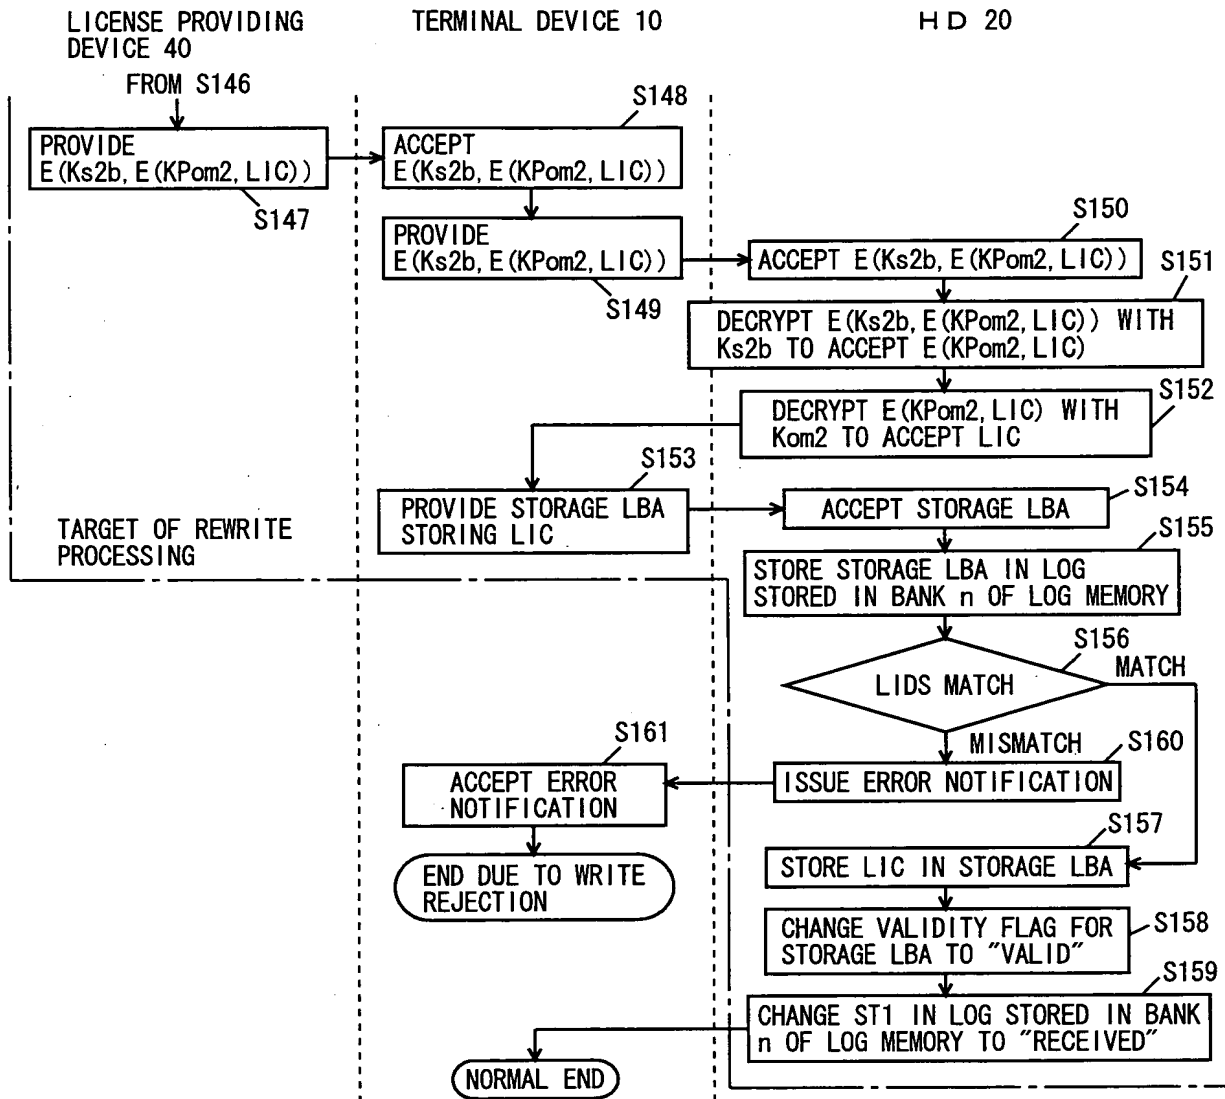 LICENSE PROVIDING
DEVICE 40
TERMINAL DEVICE 10
HD 20
FROM S146
S148
PROVIDE
E(Ks2b, E(KPom2, LIC))
S147
ACCEPT
E(Ks2b, E(KPom2, LIC))
PROVIDE
E(Ks2b, E(KPom2, LIC))
S149
S150
ACCEPT E(Ks2b, E(KPom2, LIC))
S151
DECRYPT E(Ks2b, E(KPom2, LIC)) WITH
Ks2b TO ACCEPT E(KPom2, LIC)
S152
DECRYPT E(KPom2, LIC) WITH
Kom2 TO ACCEPT LIC
S153
PROVIDE STORAGE LBA
STORING LIC
S154
ACCEPT STORAGE LBA
TARGET OF REWRITE
PROCESSING
S155
STORE STORAGE LBA IN LOG
STORED IN BANK n OF LOG MEMORY
S156
LIDS MATCH
MATCH
MISMATCH
S160
ISSUE ERROR NOTIFICATION
S161
ACCEPT ERROR
NOTIFICATION
END DUE TO WRITE
REJECTION
S157
STORE LIC IN STORAGE LBA
S158
CHANGE VALIDITY FLAG FOR
STORAGE LBA TO "VALID"
S159
CHANGE ST1 IN LOG STORED IN BANK
n OF LOG MEMORY TO "RECEIVED"
NORMAL END